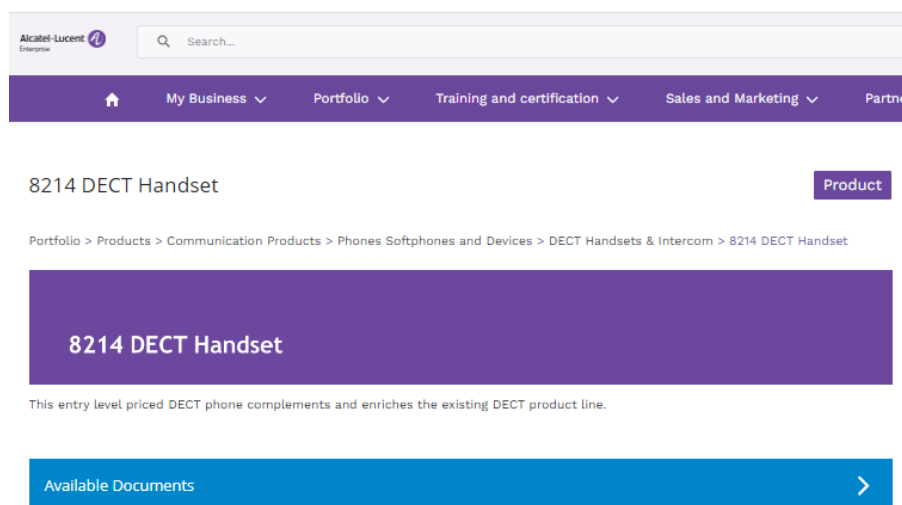 Alcatel-Lucent
Enterprise
Search...
My Business
Portfolio
Training and certification
Sales and Marketing
Partne
8214 DECT Handset
Product
Portfolio > Products > Communication Products > Phones Softphones and Devices > DECT Handsets & Intercom > 8214 DECT Handset
8214 DECT Handset
This entry level priced DECT phone complements and enriches the existing DECT product line.
Available Documents